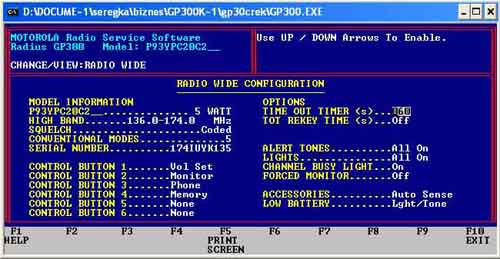 D:\DOCUME~1\seregka\biznes\GP300K~1\gp30crek\GP300.EXE
MOTOROLA Radio Service Software
Radius GP300   Model: P93YPC20C2__
CHANGE/VIEW:RADIO WIDE
Use UP / DOWN Arrows To Enable.
RADIO WIDE CONFIGURATION
MODEL INFORMATION
P93YPC20C2__................5 WATT
HIGH BAND.......136.0-174.0  MHz
SQUELCH...................Coded
CONVENTIONAL MODES............5
SERIAL NUMBER........174IUYK135
CONTROL BUTTON 1.......Vol Set
CONTROL BUTTON 2.......Monitor
CONTROL BUTTON 3.......Phone
CONTROL BUTTON 4.......Memory
CONTROL BUTTON 5.......None
CONTROL BUTTON 6.......None
OPTIONS
TIME OUT TIMER (s)...160
TOT REKEY TIME (s)...Off
ALERT TONES..........All On
LIGHTS...............All On
CHANNEL BUSY LIGHT...On
FORCED MONITOR.......Off
ACCESSORIES..........Auto Sense
LOW BATTERY..........Lght/Tone
F1 F2 F3 F4 F5 F6 F7 F8 F9 F10
HELP PRINT SCREEN EXIT